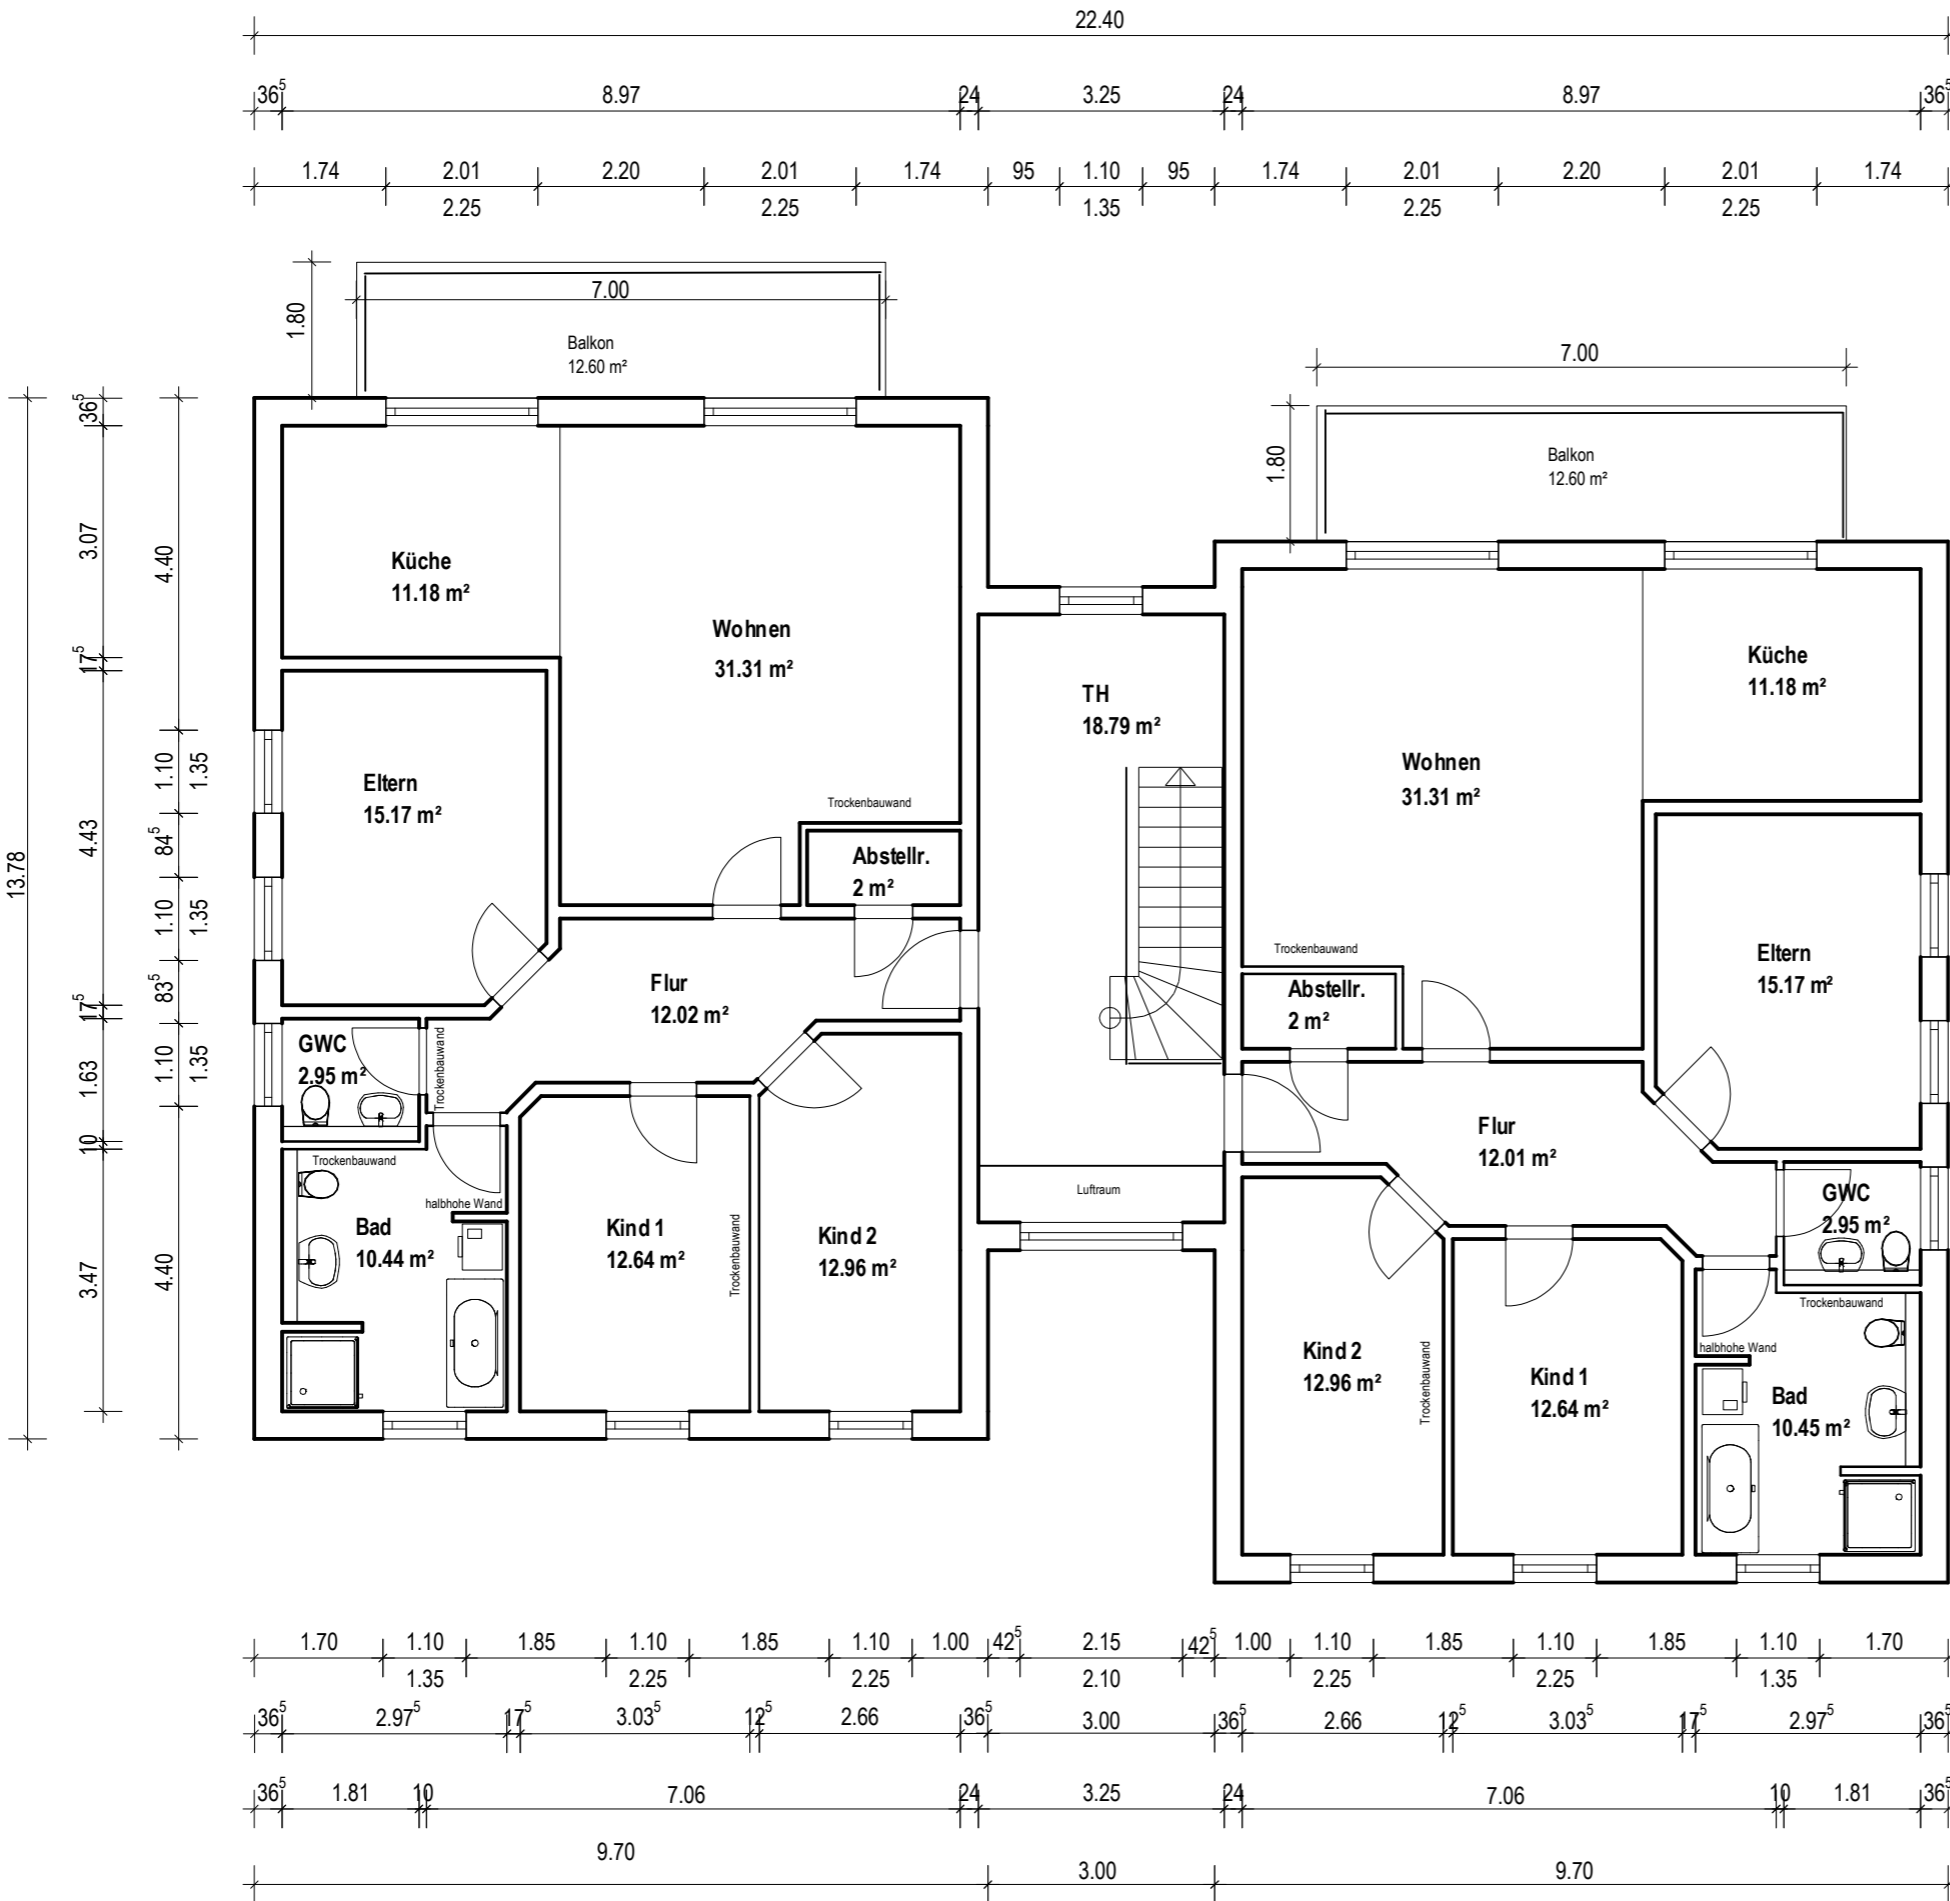 22.40
36⁵ 8.97 24 3.25 24 8.97 36⁵
1.74 2.01 2.20 2.01 1.74 95 1.10 95 1.74 2.01 2.20 2.01 1.74
2.25 2.25 1.35 2.25 2.25
7.00
1.80
Balkon
12.60 m²
7.00
1.80
Balkon
12.60 m²
13.78
36⁵
3.07
17⁵
4.43
17⁵
1.63
10
3.47
4.40
1.10 1.35
84⁵
1.10 1.35
83⁵
1.10 1.35
4.40
Küche
11.18 m²
Wohnen
31.31 m²
Eltern
15.17 m²
Trockenbauwand
Abstellr.
2 m²
Flur
12.02 m²
GWC
2.95 m²
Trockenbauwand
Trockenbauwand
halbhohe Wand
Bad
10.44 m²
Kind 1
12.64 m²
Trockenbauwand
Kind 2
12.96 m²
TH
18.79 m²
Luftraum
Küche
11.18 m²
Wohnen
31.31 m²
Trockenbauwand
Abstellr.
2 m²
Eltern
15.17 m²
Flur
12.01 m²
GWC
2.95 m²
Trockenbauwand
halbhohe Wand
Kind 2
12.96 m²
Trockenbauwand
Kind 1
12.64 m²
Bad
10.45 m²
1.70 1.10 1.85 1.10 1.85 1.10 1.00 42⁵ 2.15 42⁵ 1.00 1.10 1.85 1.10 1.85 1.10 1.70
1.35 2.25 2.25 2.10 2.25 2.25 1.35
36⁵ 2.97⁵ 17⁵ 3.03⁵ 12⁵ 2.66 36⁵ 3.00 36⁵ 2.66 12⁵ 3.03⁵ 17⁵ 2.97⁵ 36⁵
36⁵ 1.81 10 7.06 24 3.25 24 7.06 10 1.81 36⁵
9.70 3.00 9.70